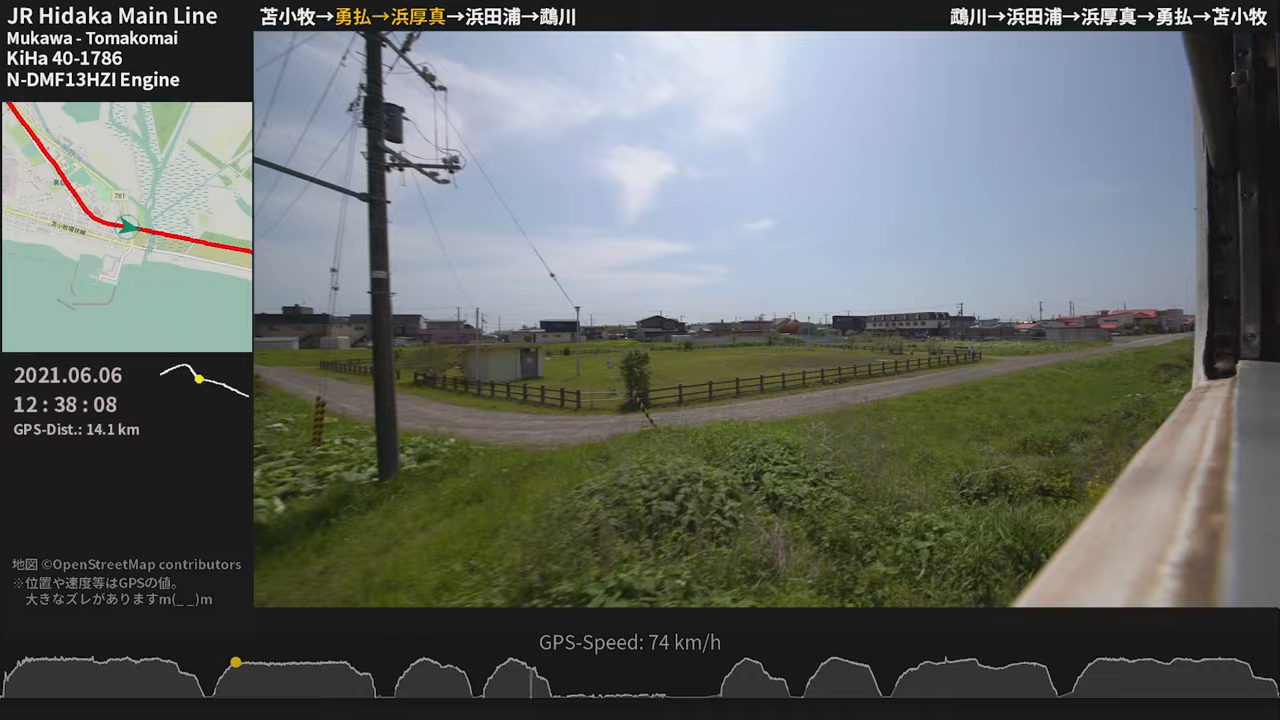 JR Hidaka Main Line
Mukawa - Tomakomai
KiHa 40-1786
N-DMF13HZI Engine
苫小牧→勇払→浜厚真→浜田浦→鵡川
鵡川→浜田浦→浜厚真→勇払→苫小牧
781
2021.06.06
12 : 38 : 08
GPS-Dist.: 14.1 km
地図 ©OpenStreetMap contributors
※位置や速度等はGPSの値。
大きなズレがありますm(_ _)m
GPS-Speed: 74 km/h